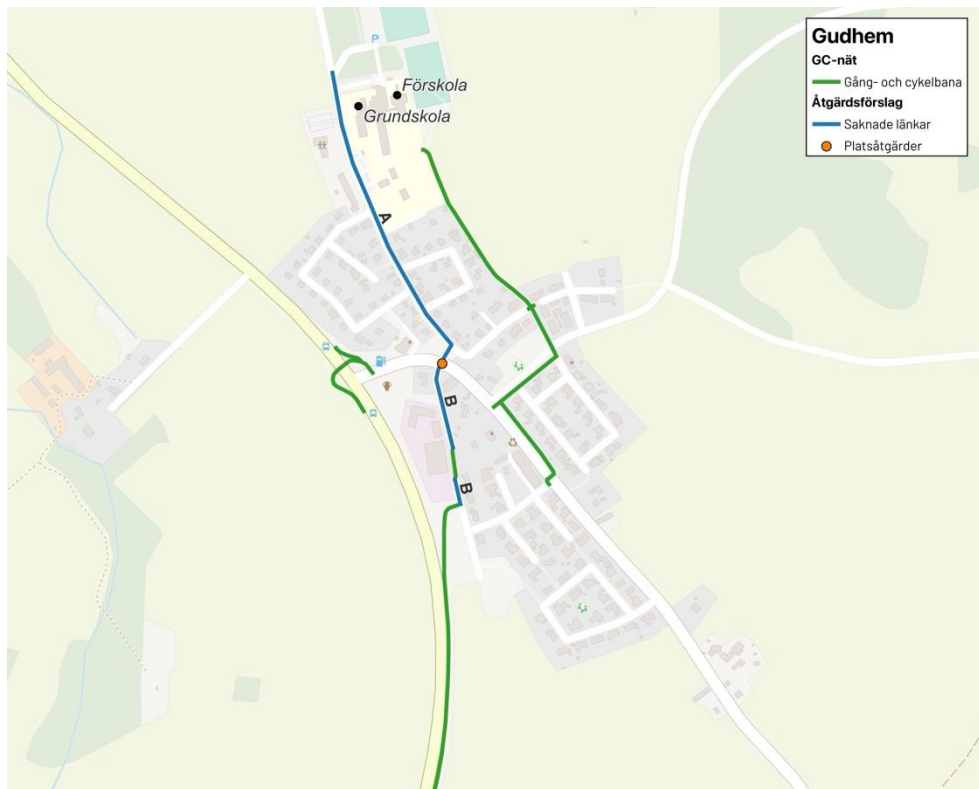 Gudhem
GC-nät
Gång- och cykelbana
Åtgärdsförslag
Saknade länkar
Platsåtgärder
P
Förskola
Grundskola
A
B
B